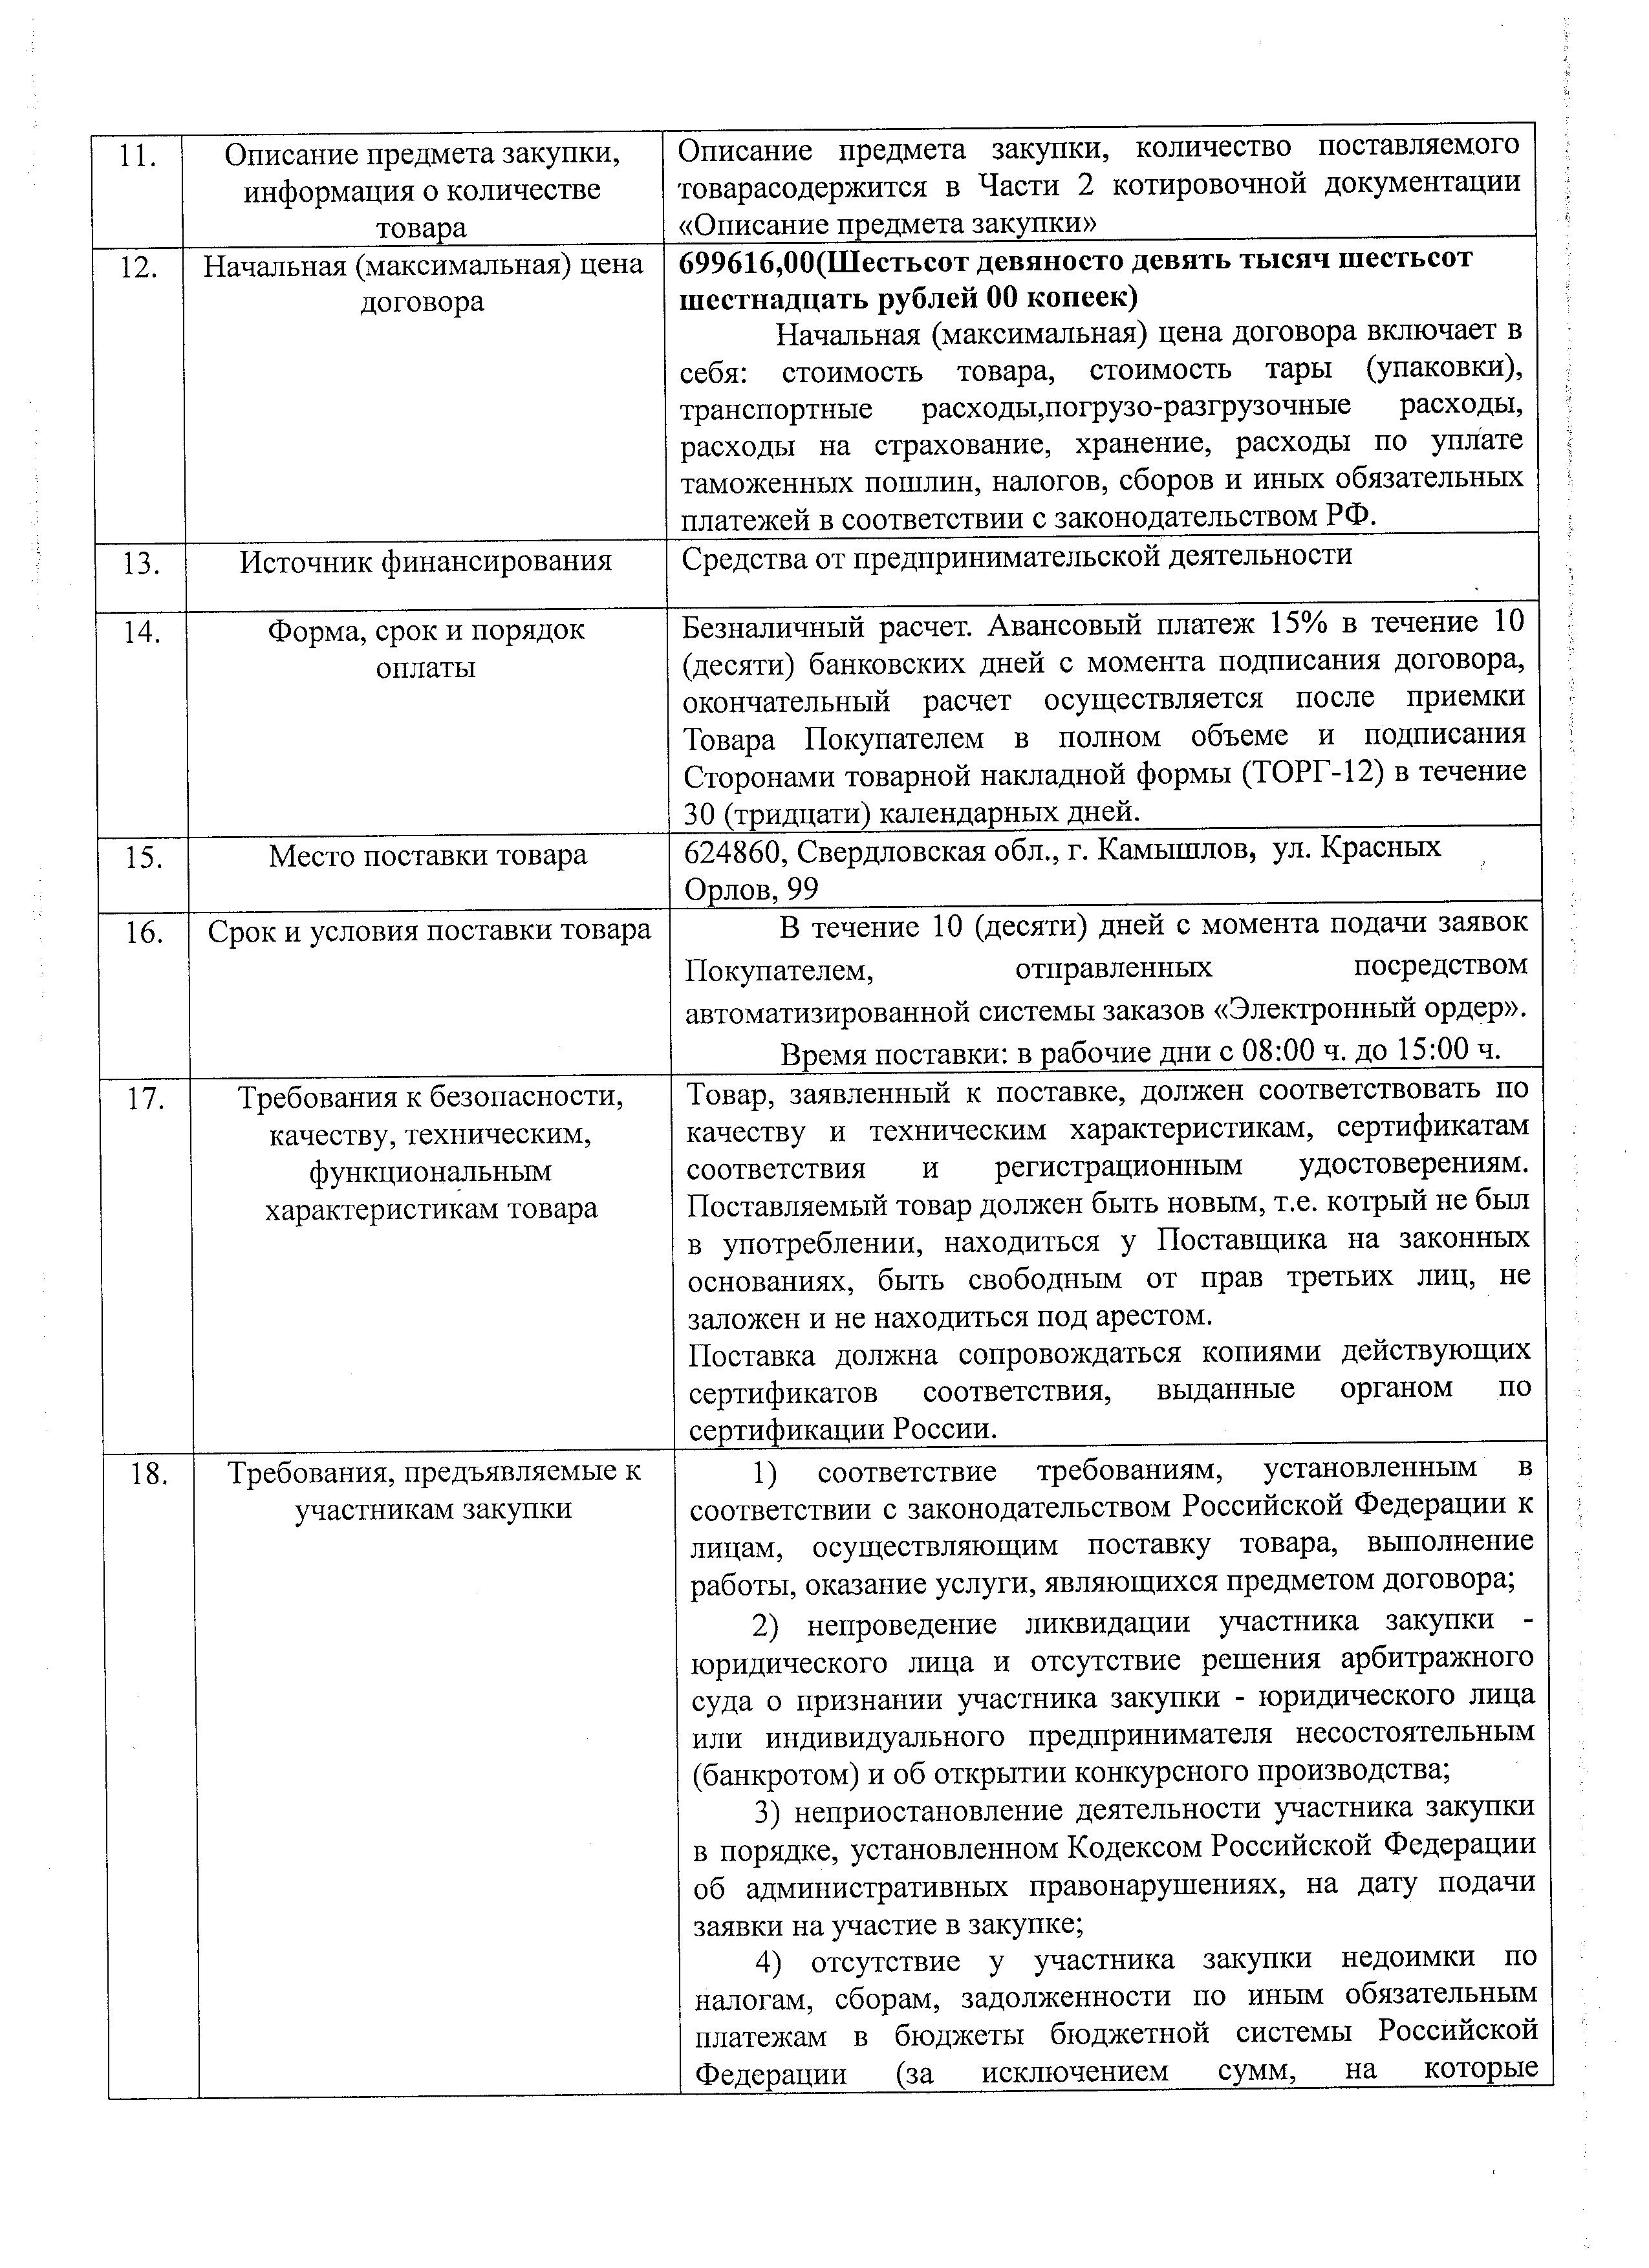 11.
Описание предмета закупки,
информация о количестве
товара
Описание предмета закупки, количество поставляемого
товарасодержится в Части 2 котировочной документации
«Описание предмета закупки»
12.
Начальная (максимальная) цена
договора
699616,00(Шестьсот девяносто девять тысяч шестьсот
шестнадцать рублей 00 копеек)
Начальная (максимальная) цена договора включает в
себя: стоимость товара, стоимость тары (упаковки),
транспортные расходы,погрузо-разгрузочные расходы,
расходы на страхование, хранение, расходы по уплате
таможенных пошлин, налогов, сборов и иных обязательных
платежей в соответствии с законодательством РФ.
13.
Источник финансирования
Средства от предпринимательской деятельности
14.
Форма, срок и порядок
оплаты
Безналичный расчет. Авансовый платеж 15% в течение 10
(десяти) банковских дней с момента подписания договора,
окончательный расчет осуществляется после приемки
Товара Покупателем в полном объеме и подписания
Сторонами товарной накладной формы (ТОРГ-12) в течение
30 (тридцати) календарных дней.
15.
Место поставки товара
624860, Свердловская обл., г. Камышлов, ул. Красных
Орлов, 99
16.
Срок и условия поставки товара
В течение 10 (десяти) дней с момента подачи заявок
Покупателем, отправленных посредством
автоматизированной системы заказов «Электронный ордер».
Время поставки: в рабочие дни с 08:00 ч. до 15:00 ч.
17.
Требования к безопасности,
качеству, техническим,
функциональным
характеристикам товара
Товар, заявленный к поставке, должен соответствовать по
качеству и техническим характеристикам, сертификатам
соответствия и регистрационным удостоверениям.
Поставляемый товар должен быть новым, т.е. котрый не был
в употреблении, находиться у Поставщика на законных
основаниях, быть свободным от прав третьих лиц, не
заложен и не находиться под арестом.
Поставка должна сопровождаться копиями действующих
сертификатов соответствия, выданные органом по
сертификации России.
18.
Требования, предъявляемые к
участникам закупки
1) соответствие требованиям, установленным в
соответствии с законодательством Российской Федерации к
лицам, осуществляющим поставку товара, выполнение
работы, оказание услуги, являющихся предметом договора;
2) непроведение ликвидации участника закупки -
юридического лица и отсутствие решения арбитражного
суда о признании участника закупки - юридического лица
или индивидуального предпринимателя несостоятельным
(банкротом) и об открытии конкурсного производства;
3) неприостановление деятельности участника закупки
в порядке, установленном Кодексом Российской Федерации
об административных правонарушениях, на дату подачи
заявки на участие в закупке;
4) отсутствие у участника закупки недоимки по
налогам, сборам, задолженности по иным обязательным
платежам в бюджеты бюджетной системы Российской
Федерации (за исключением сумм, на которые